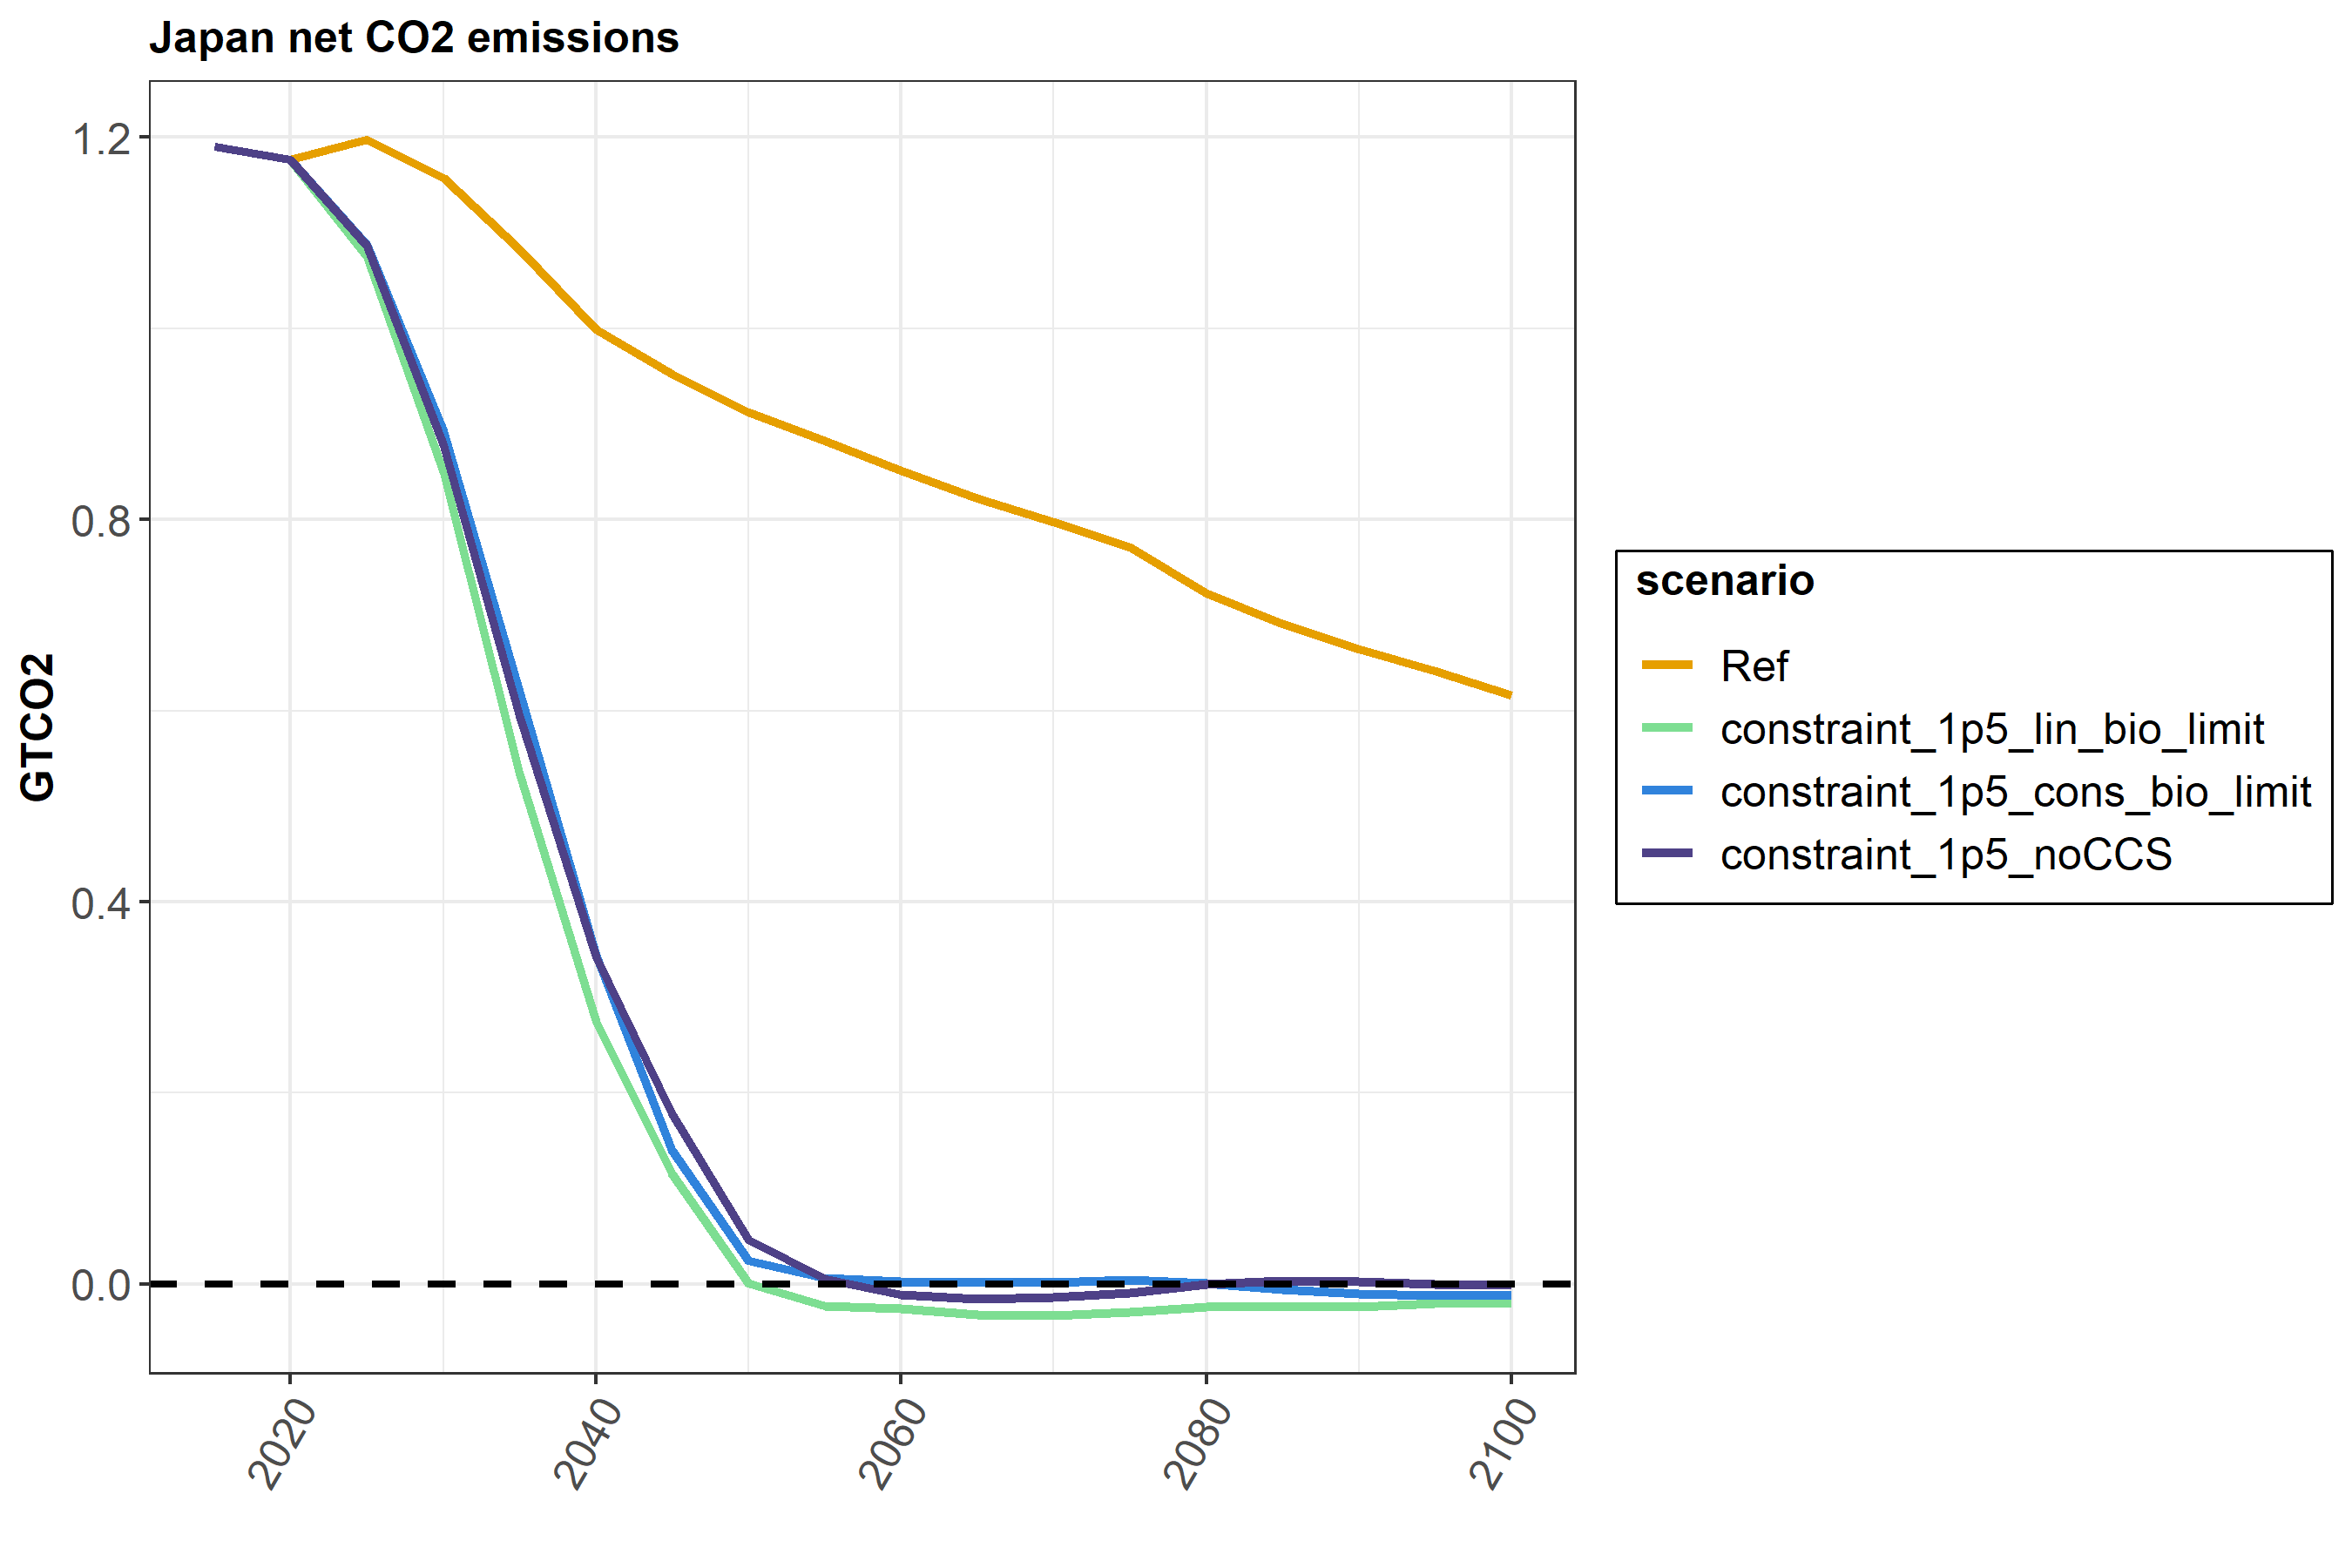 Japan net CO2 emissions
GTCO2
1.2
0.8
0.4
0.0
2020
2040
2060
2080
2100
scenario
Ref
constraint_1p5_lin_bio_limit
constraint_1p5_cons_bio_limit
constraint_1p5_noCCS